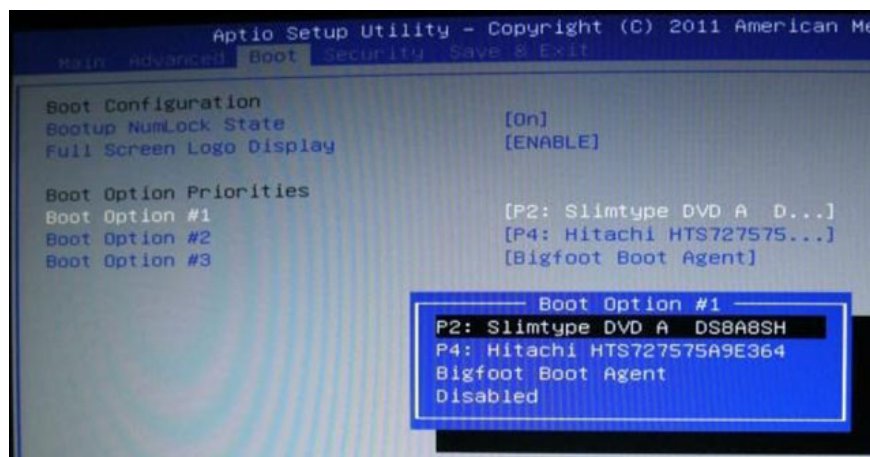 Aptio Setup Utility - Copyright (C) 2011 American Me
Main Advanced Boot Security Save & Exit
Boot Configuration
Bootup NumLock State [On]
Full Screen Logo Display [ENABLE]
Boot Option Priorities
Boot Option #1 [P2: Slimtype DVD A D...]
Boot Option #2 [P4: Hitachi HTS727575...]
Boot Option #3 [Bigfoot Boot Agent]
Boot Option #1
P2: Slimtype DVD A DS8A8SH
P4: Hitachi HTS727575A9E364
Bigfoot Boot Agent
Disabled